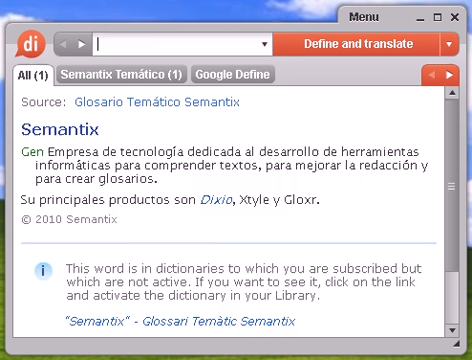 Menu
di
Define and translate
All (1)
Semantix Temático (1)
Google Define
Source: Glosario Temático Semantix
Semantix
Gen Empresa de tecnología dedicada al desarrollo de herramientas
informáticas para comprender textos, para mejorar la redacción y
para crear glosarios.
Su principales productos son Dixio, Xtyle y Gloxr.
© 2010 Semantix
i
This word is in dictionaries to which you are subscribed but
which are not active. If you want to see it, click on the link
and activate the dictionary in your Library.
"Semantix" - Glossari Temàtic Semantix